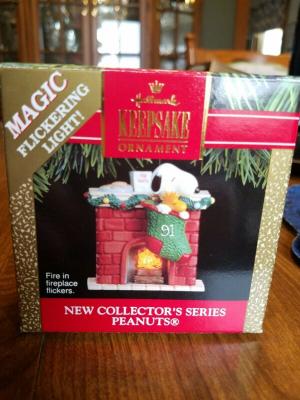 MAGIC
FLICKERING
LIGHT!
Hallmark
KEEPSAKE
ORNAMENT
91
Fire in
fireplace
flickers.
NEW COLLECTOR'S SERIES
PEANUTS®